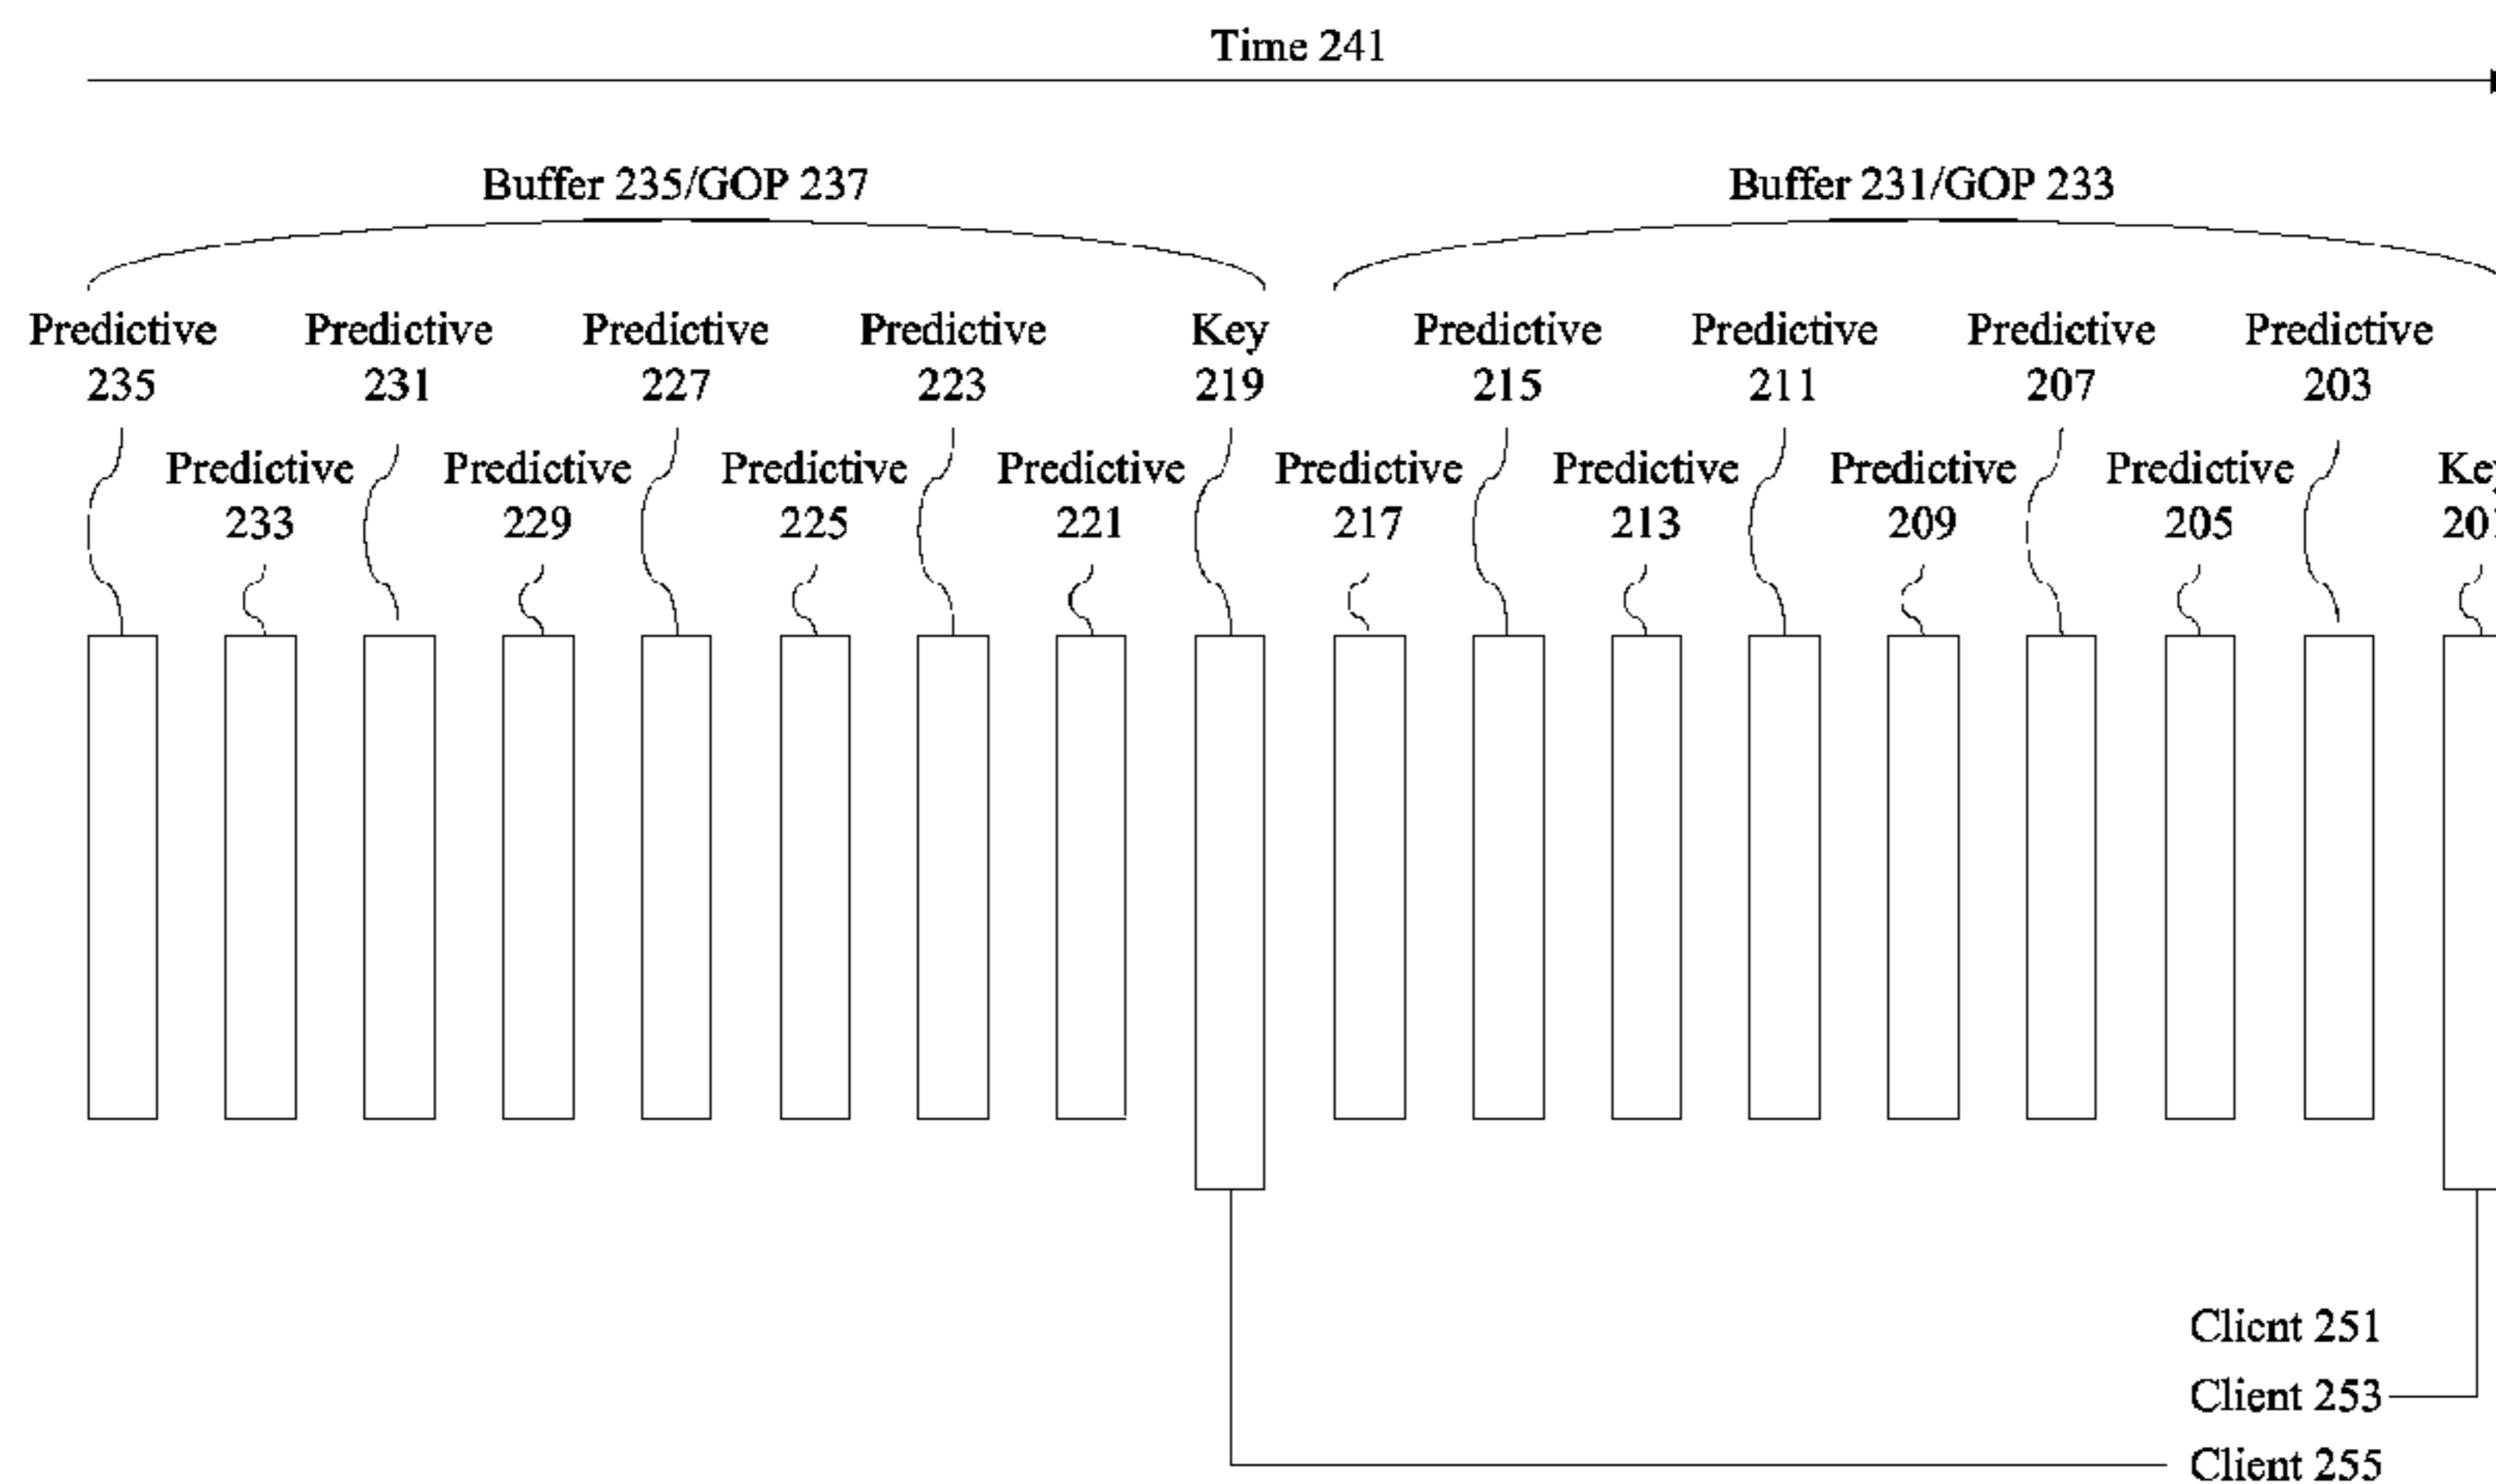 Time 241
Buffer 235/GOP 237
Buffer 231/GOP 233
Predictive
235
Predictive
231
Predictive
227
Predictive
223
Key
219
Predictive
215
Predictive
211
Predictive
207
Predictive
203
Predictive
233
Predictive
229
Predictive
225
Predictive
221
Predictive
217
Predictive
213
Predictive
209
Predictive
205
Key
201
Client 251
Client 253
Client 255